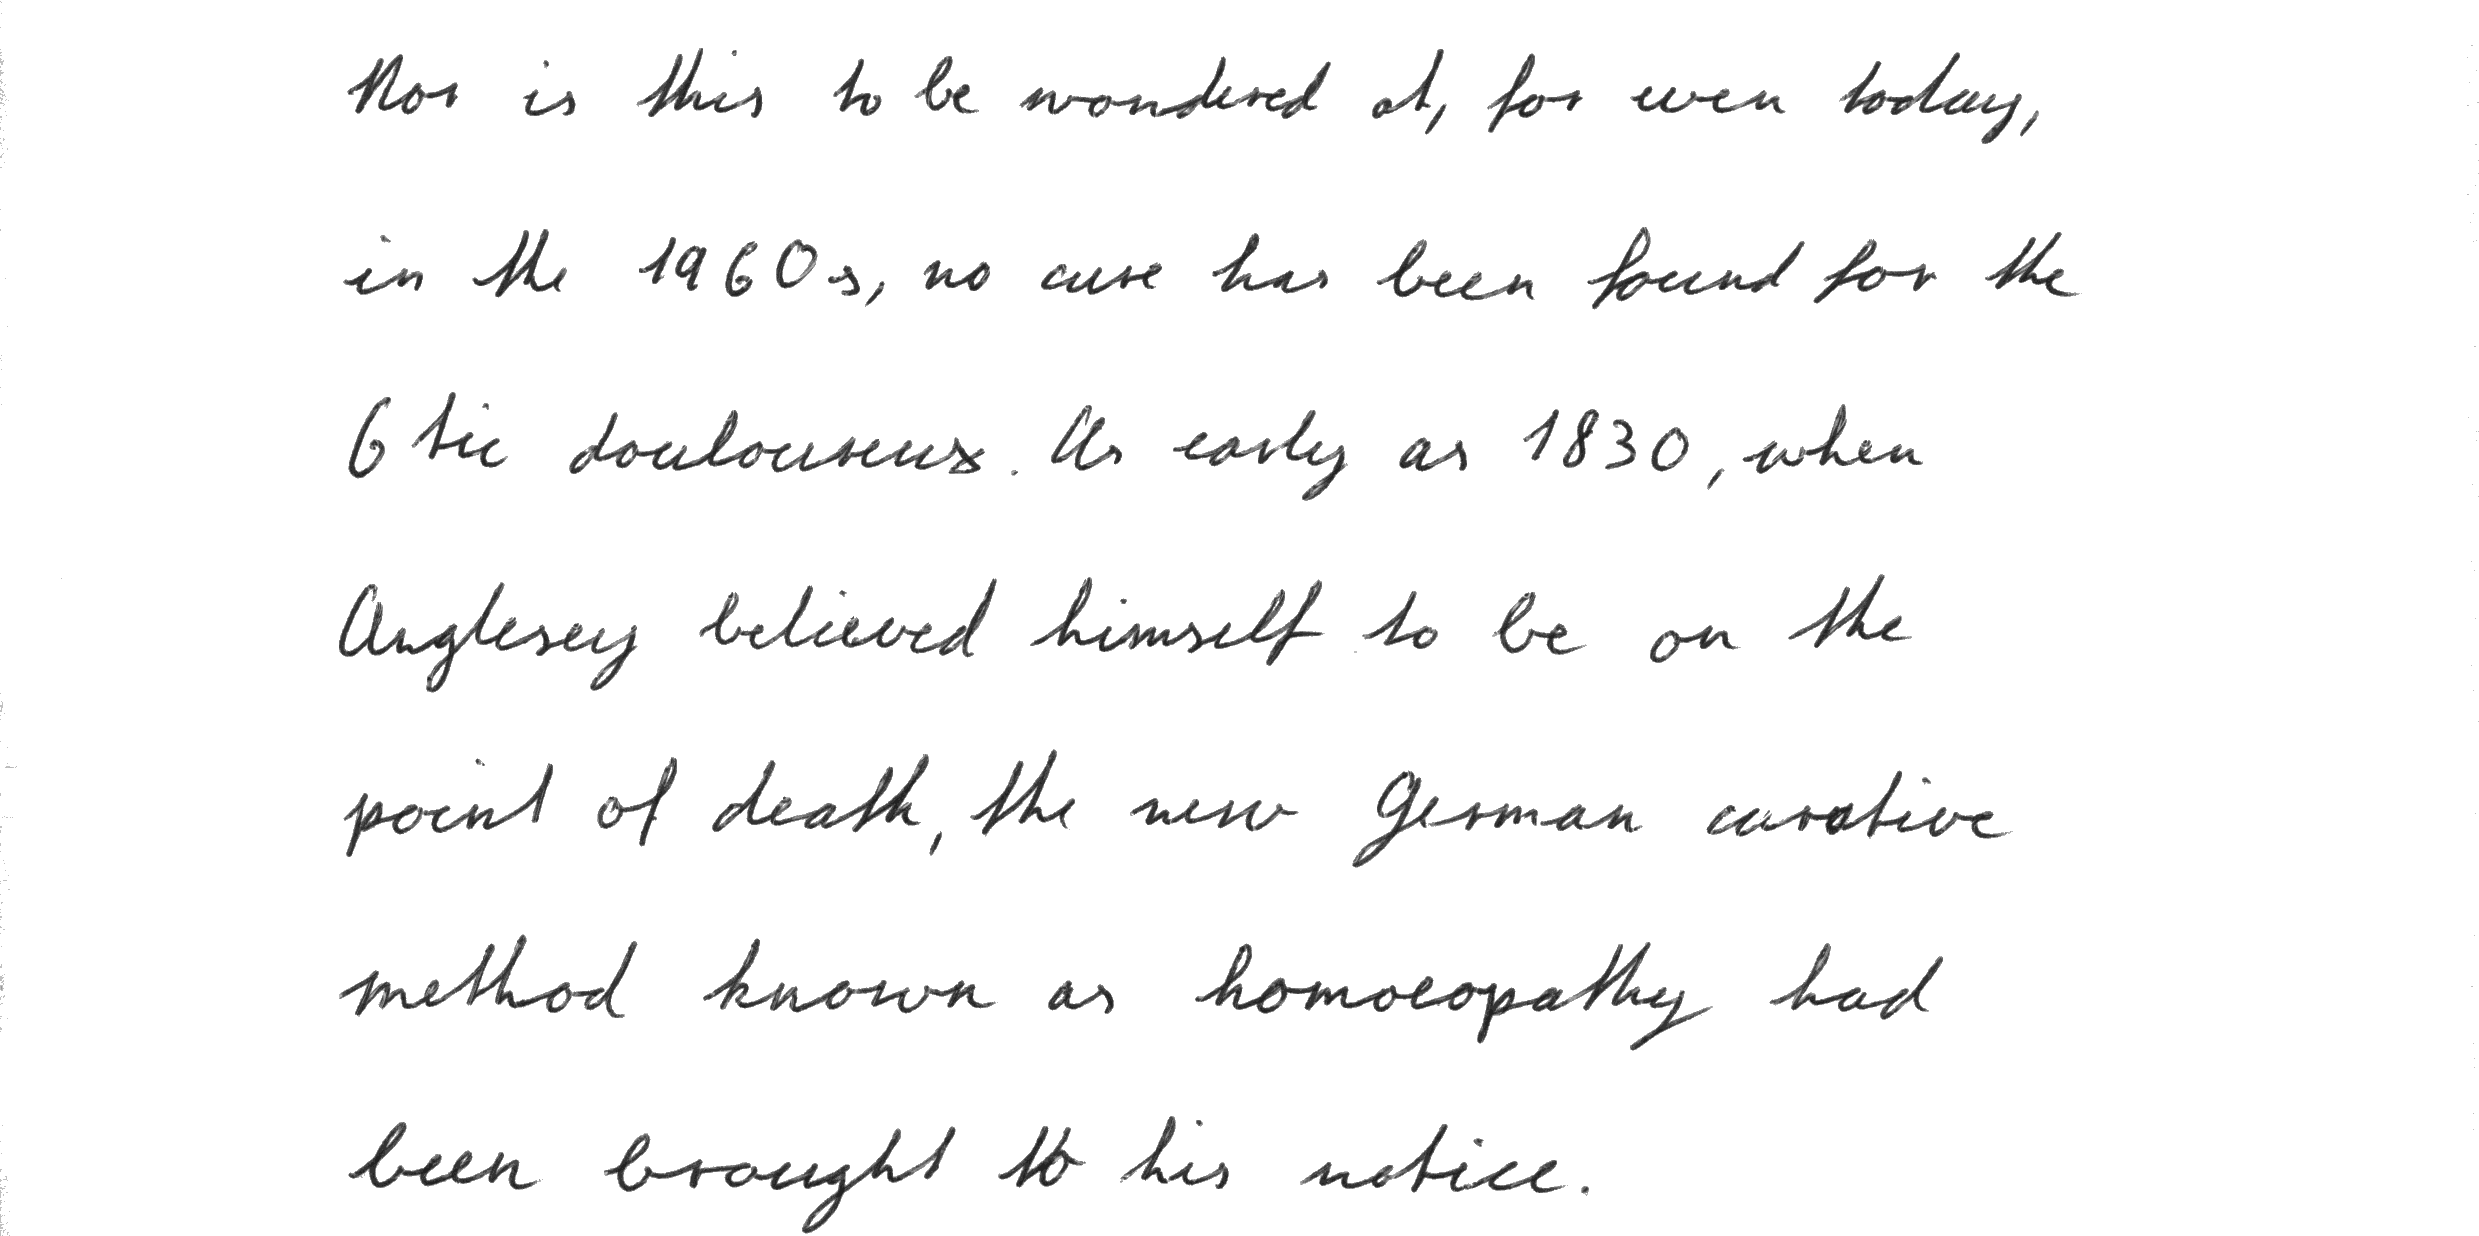 Nor is this to be wondered at, for even today,
in the 1960s, no cure has been found for the
6 tic douloureux. As early as 1830, when
Anglesey believed himself to be on the
point of death, the new German curative
method known as homoeopathy had
been brought to his notice.